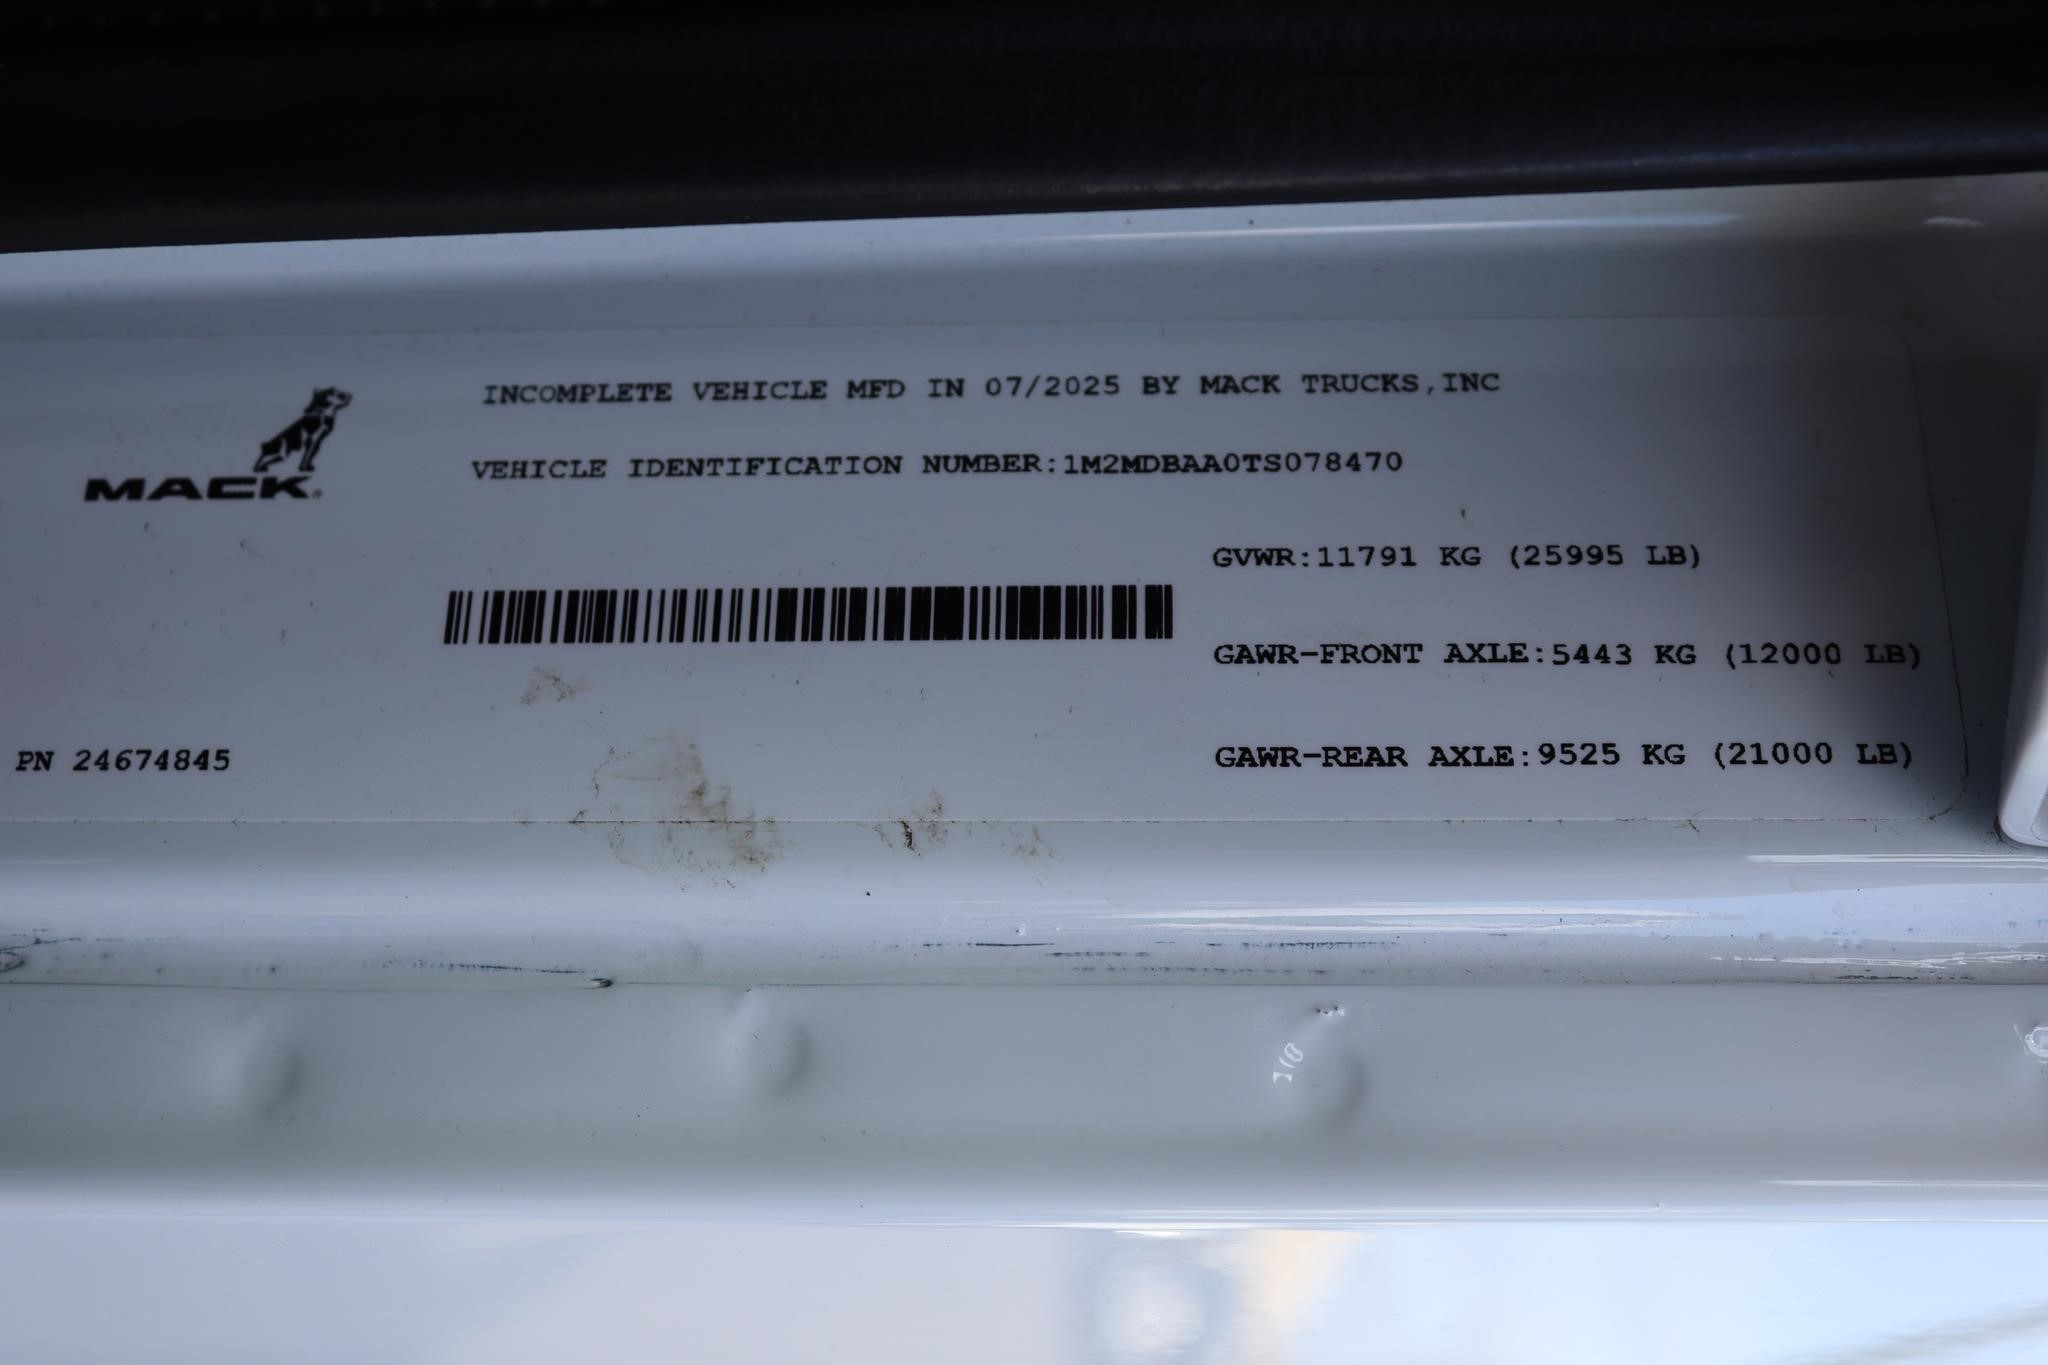 INCOMPLETE VEHICLE MFD IN 07/2025 BY MACK TRUCKS,INC
MACK
VEHICLE IDENTIFICATION NUMBER:1M2MDBAA0TS078470
GVWR:11791 KG (25995 LB)
GAWR-FRONT AXLE:5443 KG (12000 LB)
PN 24674845
GAWR-REAR AXLE:9525 KG (21000 LB)